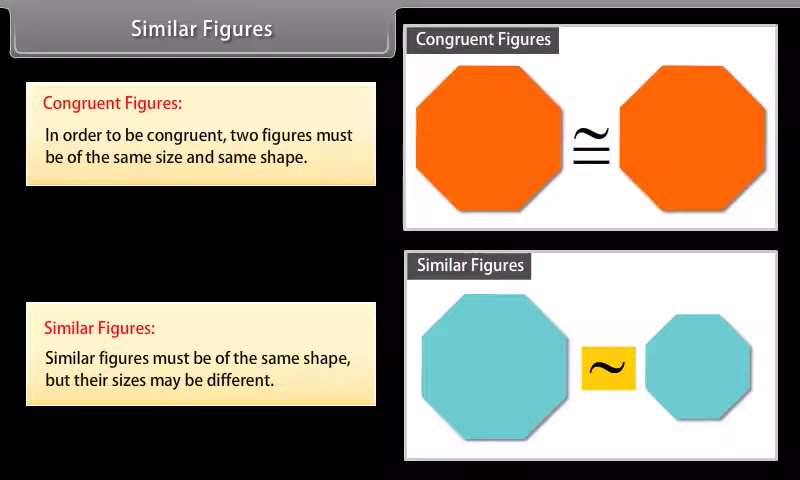 Similar Figures
Congruent Figures:
In order to be congruent, two figures must
be of the same size and same shape.
Congruent Figures
≅
Similar Figures:
Similar figures must be of the same shape,
but their sizes may be different.
Similar Figures
~